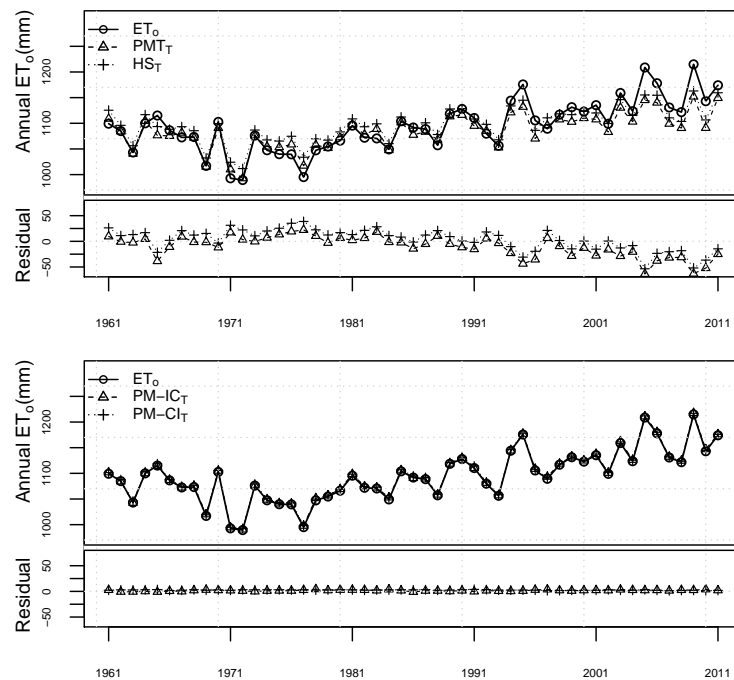 ETo
PMTT
HST
Annual ETo(mm)
1000 1100 1200
Residual
-50 0 50
1961 1971 1981 1991 2001 2011
ETo
PM-ICT
PM-CIT
Annual ETo(mm)
1000 1100 1200
Residual
-50 0 50
1961 1971 1981 1991 2001 2011